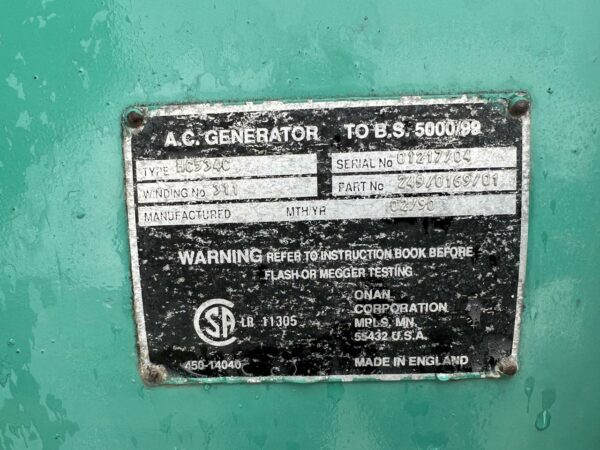 A.C. GENERATOR TO B.S. 5000/99
TYPE HC534C SERIAL No 01217/04
WINDING No 311 PART No 249/0169/01
MANUFACTURED MTH/YR 02/90
WARNING REFER TO INSTRUCTION BOOK BEFORE
FLASH OR MEGGER TESTING
SA LR 11305
ONAN
CORPORATION
MPLS, MN
55432 U.S.A.
450-14040 MADE IN ENGLAND